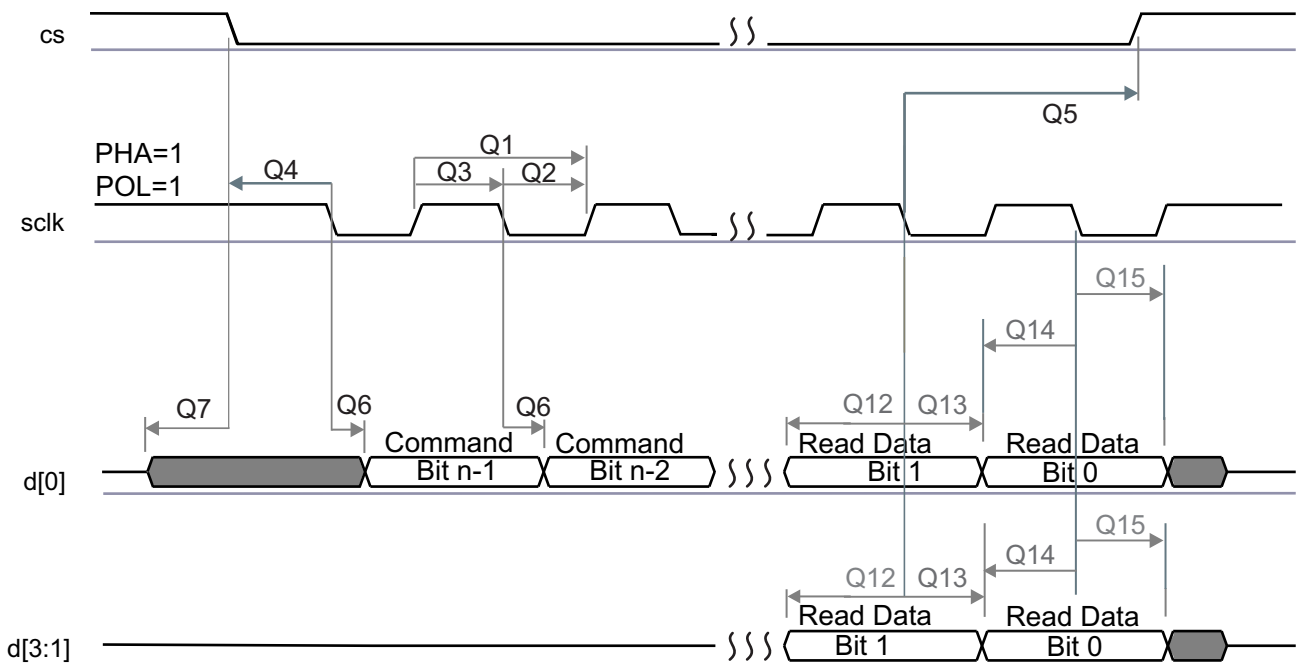 cs
Q5
PHA=1
POL=1
Q4
Q1
Q3 Q2
sclk
Q15
Q14
Q7 Q6 Q6 Q12 Q13
Command Command Read Data Read Data
d[0] Bit n-1 Bit n-2 Bit 1 Bit 0
Q15
Q12 Q13 Q14
Read Data Read Data
d[3:1] Bit 1 Bit 0